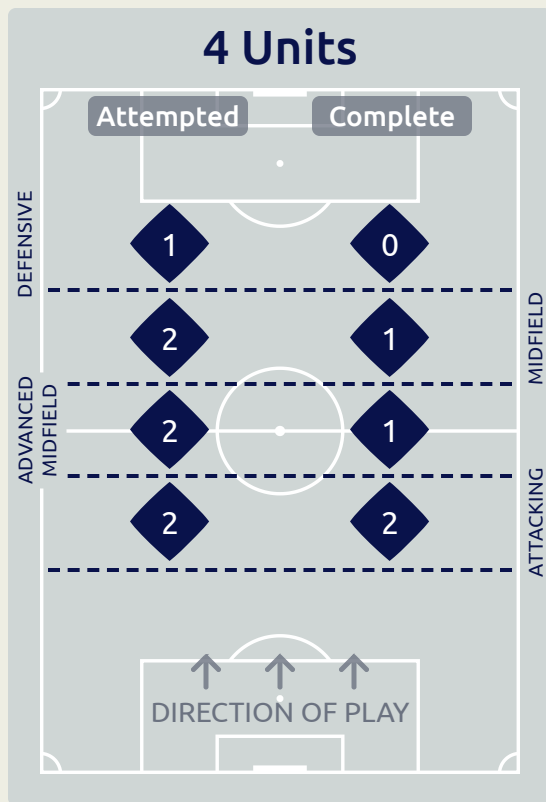 4 Units
Attempted Complete
DEFENSIVE
1 0
MIDFIELD
2 1
ADVANCED
MIDFIELD
2 1
ATTACKING
2 2
DIRECTION OF PLAY